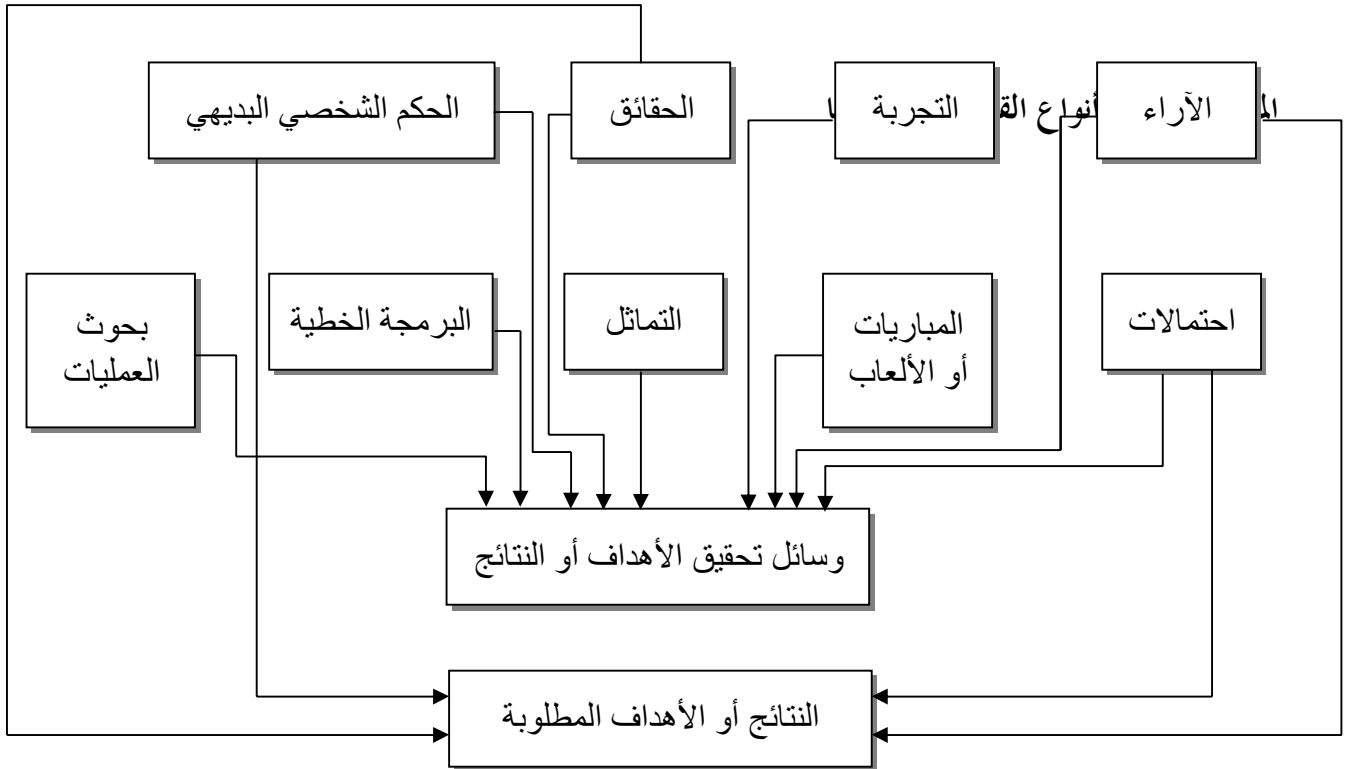 الآراء
التجربة
الحقائق
الحكم الشخصي البديهي
أنواع
احتمالات
المباريات
أو الألعاب
التماثل
البرمجة الخطية
بحوث
العمليات
وسائل تحقيق الأهداف أو النتائج
النتائج أو الأهداف المطلوبة